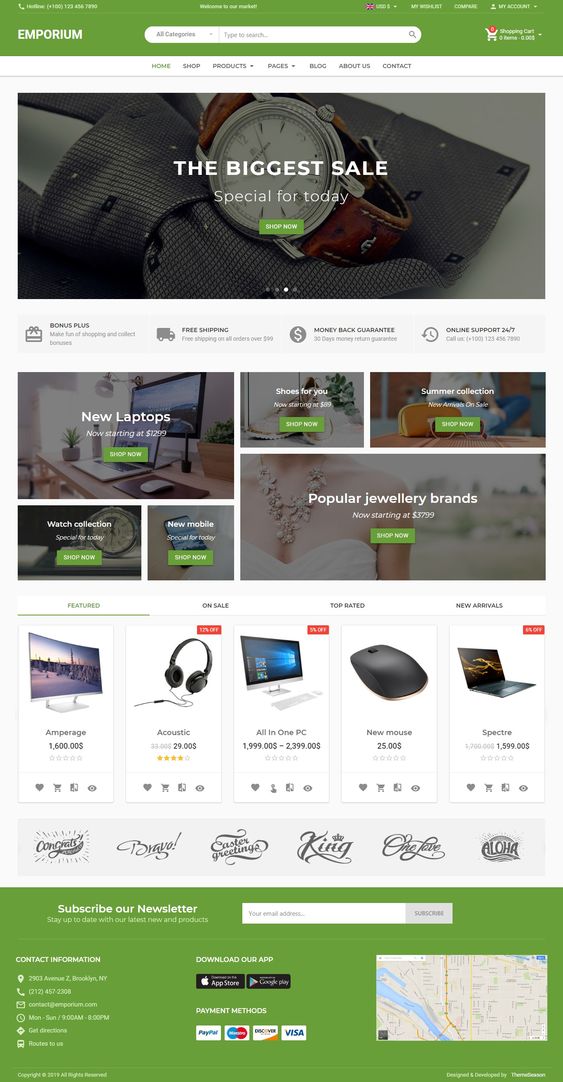 Hotline: (+100) 123 456 7890
Welcome to our market!
USD $
MY WISHLIST
COMPARE
MY ACCOUNT
EMPORIUM
All Categories
Type to search...
0
Shopping Cart
0 items - 0.00$
HOME
SHOP
PRODUCTS
PAGES
BLOG
ABOUT US
CONTACT
THE BIGGEST SALE
Special for today
SHOP NOW
BONUS PLUS
Make fun of shopping and collect
bonuses
FREE SHIPPING
Free shipping on all orders over $99
MONEY BACK GUARANTEE
30 Days money return guarantee
ONLINE SUPPORT 24/7
Call us: (+100) 123 456 7890
New Laptops
Now starting at $1299
SHOP NOW
Shoes for you
Now starting at $89
SHOP NOW
Summer collection
New Arrivals On Sale
SHOP NOW
Watch collection
Special for today
SHOP NOW
New mobile
Special for today
SHOP NOW
Popular jewellery brands
Now starting at $3799
SHOP NOW
FEATURED
ON SALE
TOP RATED
NEW ARRIVALS
12% OFF
5% OFF
6% OFF
Amperage
1,600.00$
Acoustic
33.00$ 29.00$
All In One PC
1,999.00$ – 2,399.00$
New mouse
25.00$
Spectre
1,700.00$ 1,599.00$
Congrats!
Bravo!
Easter
greetings
King
One love
ALOHA
Subscribe our Newsletter
Stay up to date with our latest new and products
Your email address...
SUBSCRIBE
CONTACT INFORMATION
2903 Avenue Z, Brooklyn, NY
(212) 457-2308
contact@emporium.com
Mon - Sun / 9:00AM - 8:00PM
Get directions
Routes to us
DOWNLOAD OUR APP
App Store
Google play
PAYMENT METHODS
PayPal
Maestro
DISCOVER
VISA
Copyright © 2019 All Rights Reserved
Designed & Developed by ThemeSeason